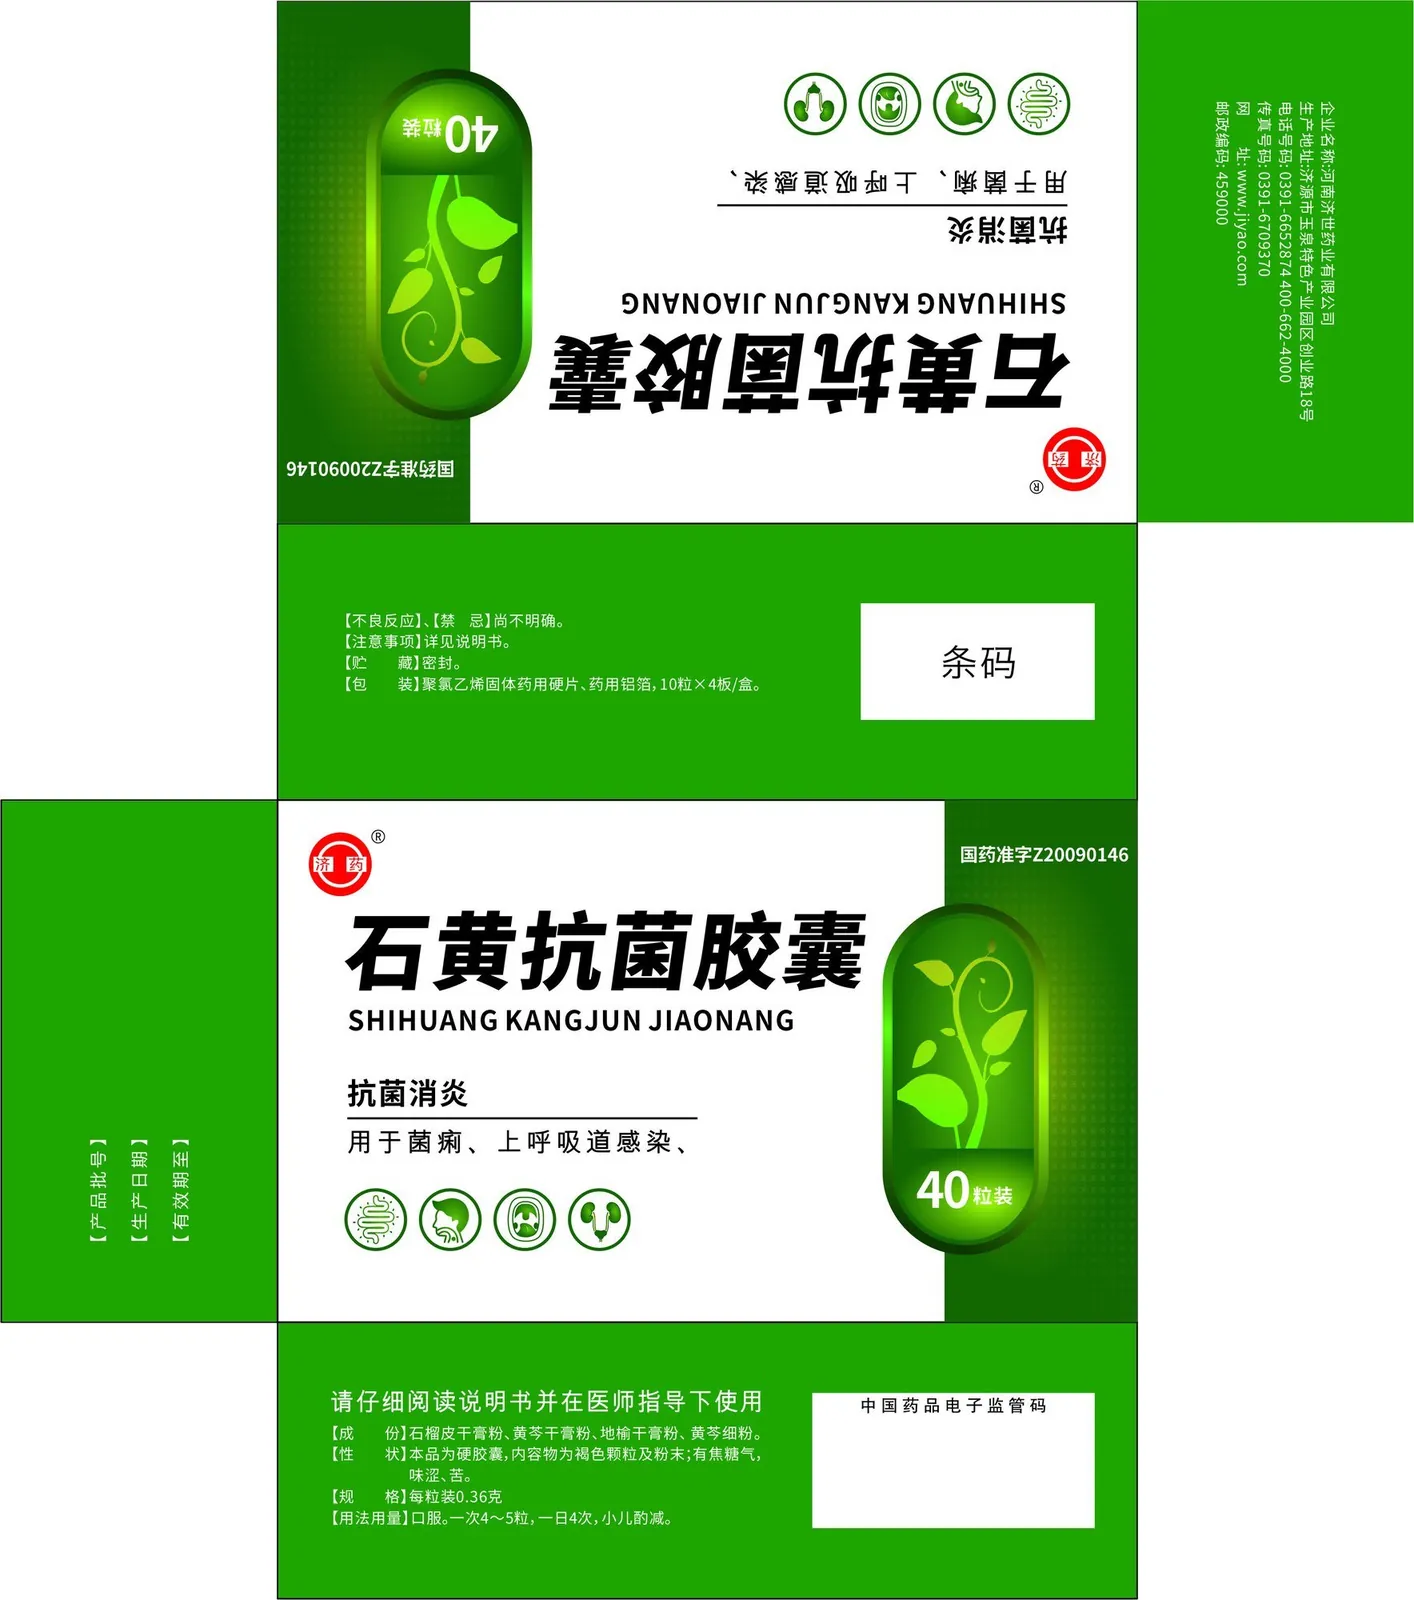 40粒装
用于菌痢、上呼吸道感染、
抗菌消炎
SHIHUANG KANGJUN JIAONANG
石黄抗菌胶囊
济药
®
国药准字Z20090146
企业名称:河南济世药业有限公司
生产地址:济源市玉泉特色产业园区创业路18号
电话号码:0391-6652874 400-662-4000
传真号码:0391-6709370
网 址:www.jiyao.com
邮政编码:459000
【不良反应】、【禁 忌】尚不明确。
【注意事项】详见说明书。
【贮 藏】密封。
【包 装】聚氯乙烯固体药用硬片、药用铝箔,10粒×4板/盒。
条码
【产品批号】
【生产日期】
【有效期至】
济药
®
国药准字Z20090146
石黄抗菌胶囊
SHIHUANG KANGJUN JIAONANG
抗菌消炎
用于菌痢、上呼吸道感染、
40粒装
请仔细阅读说明书并在医师指导下使用
【成 份】石榴皮干膏粉、黄芩干膏粉、地榆干膏粉、黄芩细粉。
【性 状】本品为硬胶囊,内容物为褐色颗粒及粉末;有焦糖气,
味涩、苦。
【规 格】每粒装0.36克
【用法用量】口服。一次4～5粒,一日4次,小儿酌减。
中国药品电子监管码